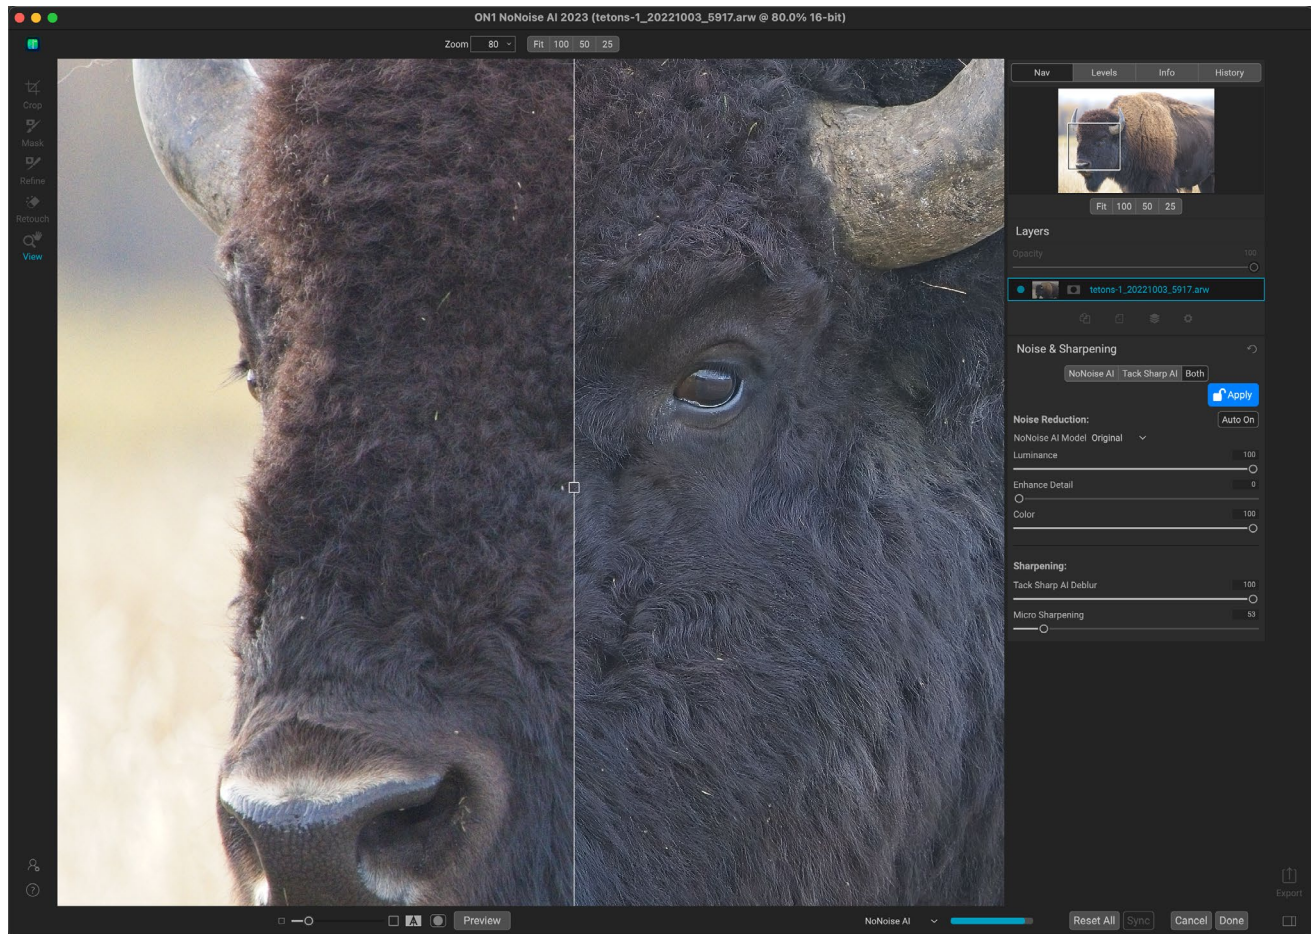 ON1 NoNoise AI 2023 (tetons-1_20221003_5917.arw @ 80.0% 16-bit)
Zoom 80 Fit 100 50 25
Crop
Mask
Refine
Retouch
View
Nav Levels Info History
Fit 100 50 25
Layers
Opacity 100
tetons-1_20221003_5917.arw
Noise & Sharpening
NoNoise AI Tack Sharp AI Both
Apply
Noise Reduction: Auto On
NoNoise AI Model Original
Luminance 100
Enhance Detail 0
Color 100
Sharpening:
Tack Sharp AI Deblur 100
Micro Sharpening 53
Export
A Preview NoNoise AI Reset All Sync Cancel Done